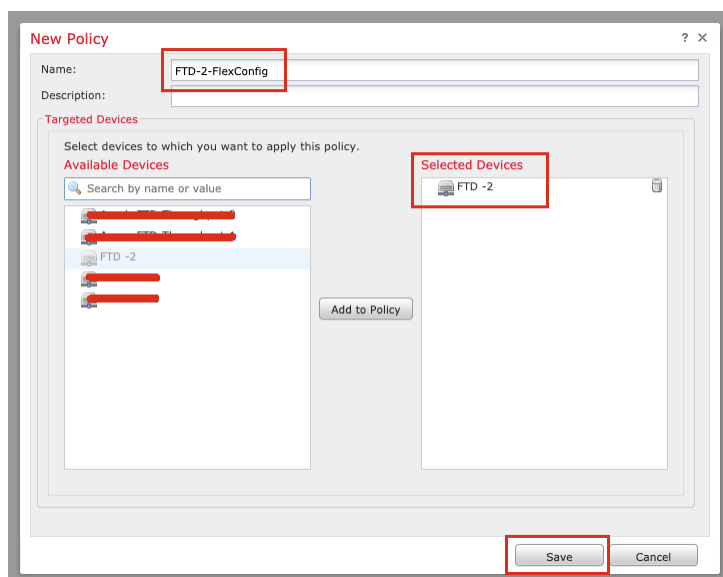 New Policy
? ×
Name:
FTD-2-FlexConfig
Description:
Targeted Devices
Select devices to which you want to apply this policy.
Available Devices
Selected Devices
Search by name or value
FTD -2
FTD -2
Add to Policy
Save
Cancel